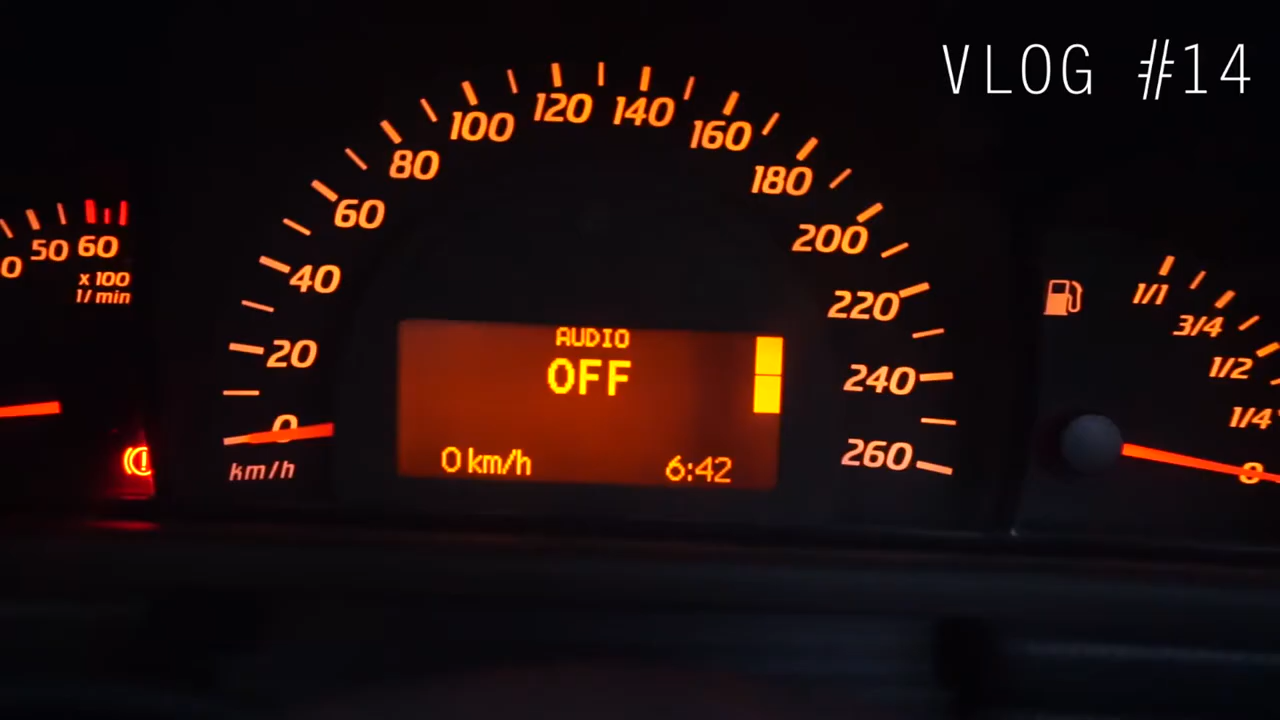 VLOG #14
0 50 60
x 100
1/min
0 20 40 60 80 100 120 140 160 180 200 220 240 260
km/h
AUDIO
OFF
0 km/h 6:42
1/1
3/4
1/2
1/4
0